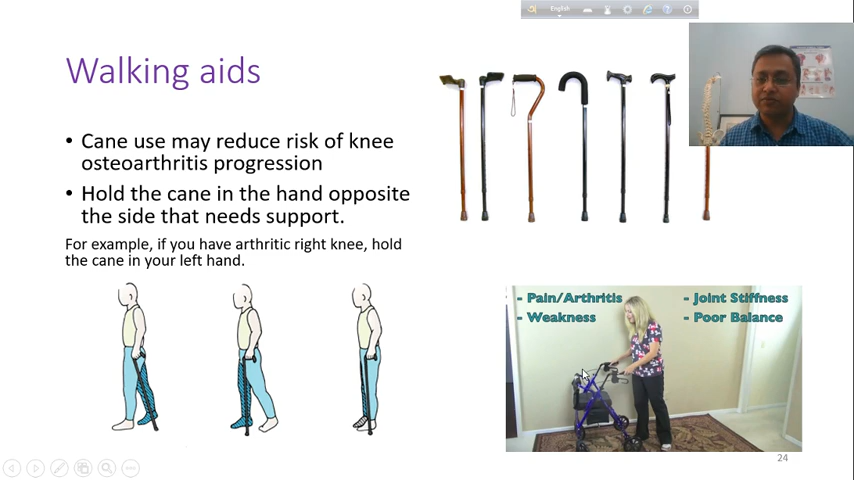 English
Walking aids
• Cane use may reduce risk of knee
osteoarthritis progression
• Hold the cane in the hand opposite
the side that needs support.
For example, if you have arthritic right knee, hold
the cane in your left hand.
- Pain/Arthritis
- Weakness
- Joint Stiffness
- Poor Balance
24